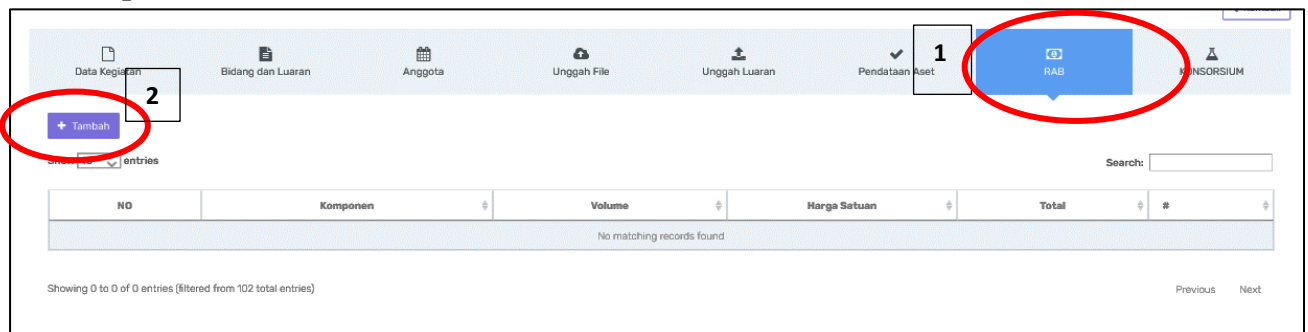 1
Data Kegiatan Bidang dan Luaran Anggota Unggah File Unggah Luaran Pendataan Aset RAB KONSORSIUM
2
+ Tambah
entries Search:
NO Komponen Volume Harga Satuan Total #
No matching records found
Showing 0 to 0 of 0 entries (filtered from 102 total entries) Previous Next